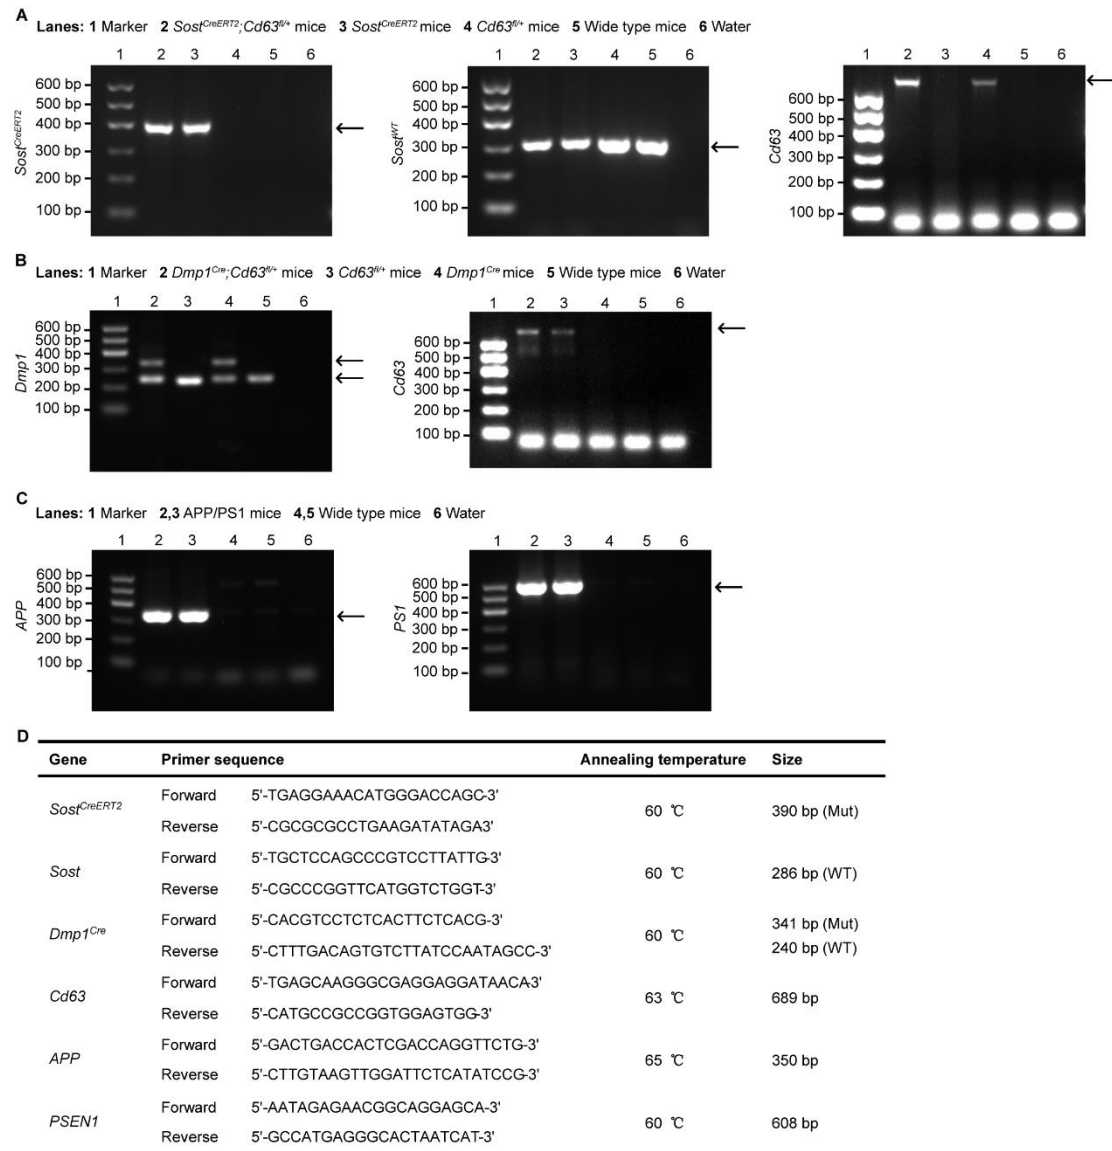 A
Lanes: 1 Marker 2 Sost^CreERT2;Cd63^fl/+ mice 3 Sost^CreERT2 mice 4 Cd63^fl/+ mice 5 Wide type mice 6 Water
1 2 3 4 5 6
600 bp
500 bp
400 bp
300 bp
200 bp
100 bp
Sost^CreERT2
1 2 3 4 5 6
600 bp
500 bp
400 bp
300 bp
200 bp
100 bp
Sost^WT
1 2 3 4 5 6
600 bp
500 bp
400 bp
300 bp
200 bp
100 bp
Cd63
B
Lanes: 1 Marker 2 Dmp1^Cre;Cd63^fl/+ mice 3 Cd63^fl/+ mice 4 Dmp1^Cre mice 5 Wide type mice 6 Water
1 2 3 4 5 6
600 bp
500 bp
400 bp
300 bp
200 bp
100 bp
Dmp1
1 2 3 4 5 6
600 bp
500 bp
400 bp
300 bp
200 bp
100 bp
Cd63
C
Lanes: 1 Marker 2,3 APP/PS1 mice 4,5 Wide type mice 6 Water
1 2 3 4 5 6
600 bp
500 bp
400 bp
300 bp
200 bp
100 bp
APP
1 2 3 4 5 6
600 bp
500 bp
400 bp
300 bp
200 bp
100 bp
PS1
D
Gene Primer sequence Annealing temperature Size
Sost^CreERT2 60 ℃ 390 bp (Mut)
Forward 5'-TGAGGAAACATGGGACCAGC-3'
Reverse 5'-CGCGCGCCTGAAGATATAGA3'
Sost 60 ℃ 286 bp (WT)
Forward 5'-TGCTCCAGCCCGTCCTTATTG-3'
Reverse 5'-CGCCCGGTTCATGGTCTGGT-3'
Dmp1^Cre 60 ℃ 341 bp (Mut)
240 bp (WT)
Forward 5'-CACGTCCTCTCACTTCTCACG-3'
Reverse 5'-CTTTGACAGTGTCTTATCCAATAGCC-3'
Cd63 63 ℃ 689 bp
Forward 5'-TGAGCAAGGGCGAGGAGGATAACA-3'
Reverse 5'-CATGCCGCCGGTGGAGTGG-3'
APP 65 ℃ 350 bp
Forward 5'-GACTGACCACTCGACCAGGTTCTG-3'
Reverse 5'-CTTGTAAGTTGGATTCTCATATCCG-3'
PSEN1 60 ℃ 608 bp
Forward 5'-AATAGAGAACGGCAGGAGCA-3'
Reverse 5'-GCCATGAGGGCACTAATCAT-3'